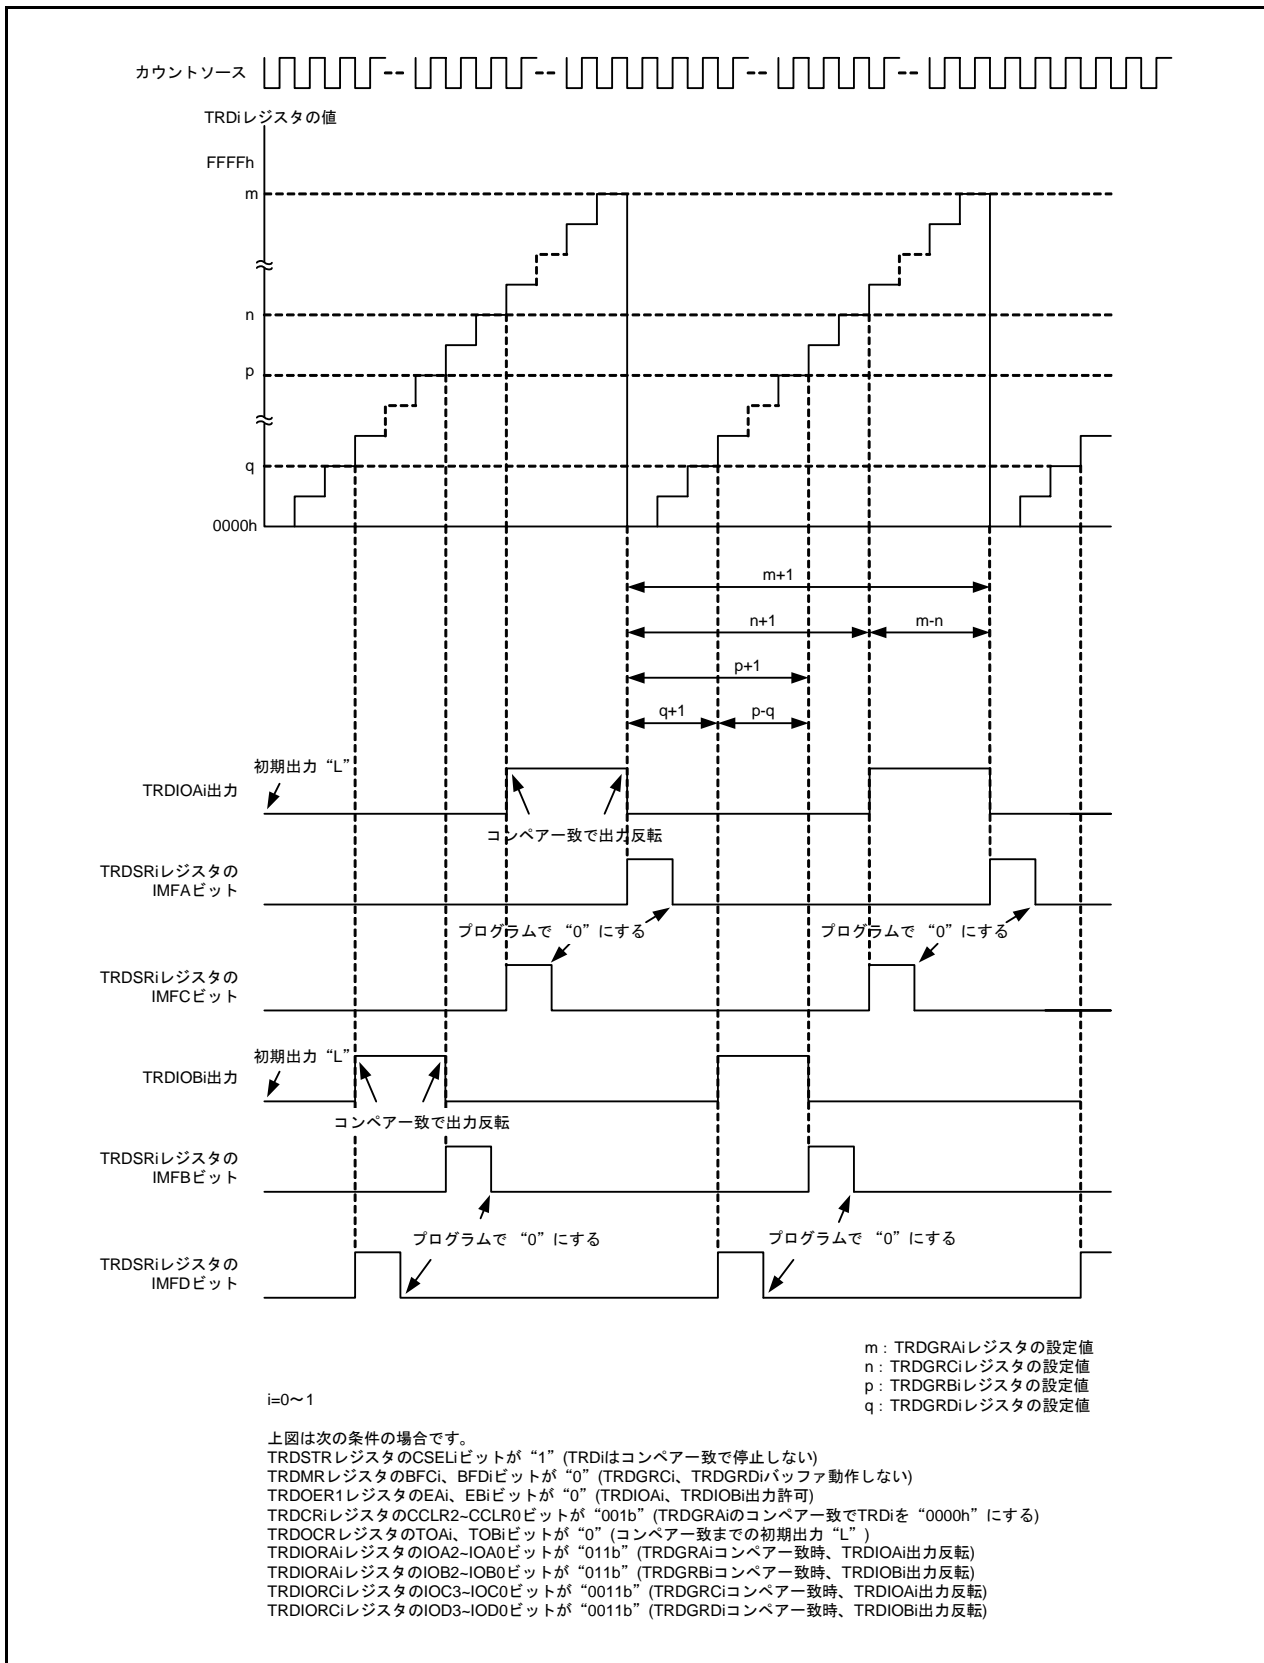 カウントソース
TRDiレジスタの値
FFFFh
m
n
p
q
0000h
m+1
n+1
m-n
p+1
q+1
p-q
初期出力“L”
TRDIOAi出力
コンペア一致で出力反転
TRDSRiレジスタの
IMFAビット
プログラムで “0” にする
プログラムで “0” にする
TRDSRiレジスタの
IMFCビット
初期出力“L”
TRDIOBi出力
コンペア一致で出力反転
TRDSRiレジスタの
IMFBビット
プログラムで “0” にする
プログラムで “0” にする
TRDSRiレジスタの
IMFDビット
m : TRDGRAiレジスタの設定値
n : TRDGRCiレジスタの設定値
p : TRDGRBiレジスタの設定値
q : TRDGRDiレジスタの設定値
i=0～1
上図は次の条件の場合です。
TRDSTRレジスタのCSELiビットが“1” (TRDiはコンペア一致で停止しない)
TRDMRレジスタのBFCi、BFDiビットが“0” (TRDGRCi、TRDGRDiバッファ動作しない)
TRDOER1レジスタのEAi、EBiビットが“0” (TRDIOAi、TRDIOBi出力許可)
TRDCRiレジスタのCCLR2~CCLR0ビットが“001b” (TRDGRAiのコンペア一致でTRDiを“0000h”にする)
TRDOCRレジスタのTOAi、TOBiビットが“0” (コンペア一致までの初期出力“L”)
TRDIORAiレジスタのIOA2~IOA0ビットが“011b” (TRDGRAiコンペア一致時、TRDIOAi出力反転)
TRDIORAiレジスタのIOB2~IOB0ビットが“011b” (TRDGRBiコンペア一致時、TRDIOBi出力反転)
TRDIORCiレジスタのIOC3~IOC0ビットが“0011b” (TRDGRCiコンペア一致時、TRDIOAi出力反転)
TRDIORCiレジスタのIOD3~IOD0ビットが“0011b” (TRDGRDiコンペア一致時、TRDIOBi出力反転)